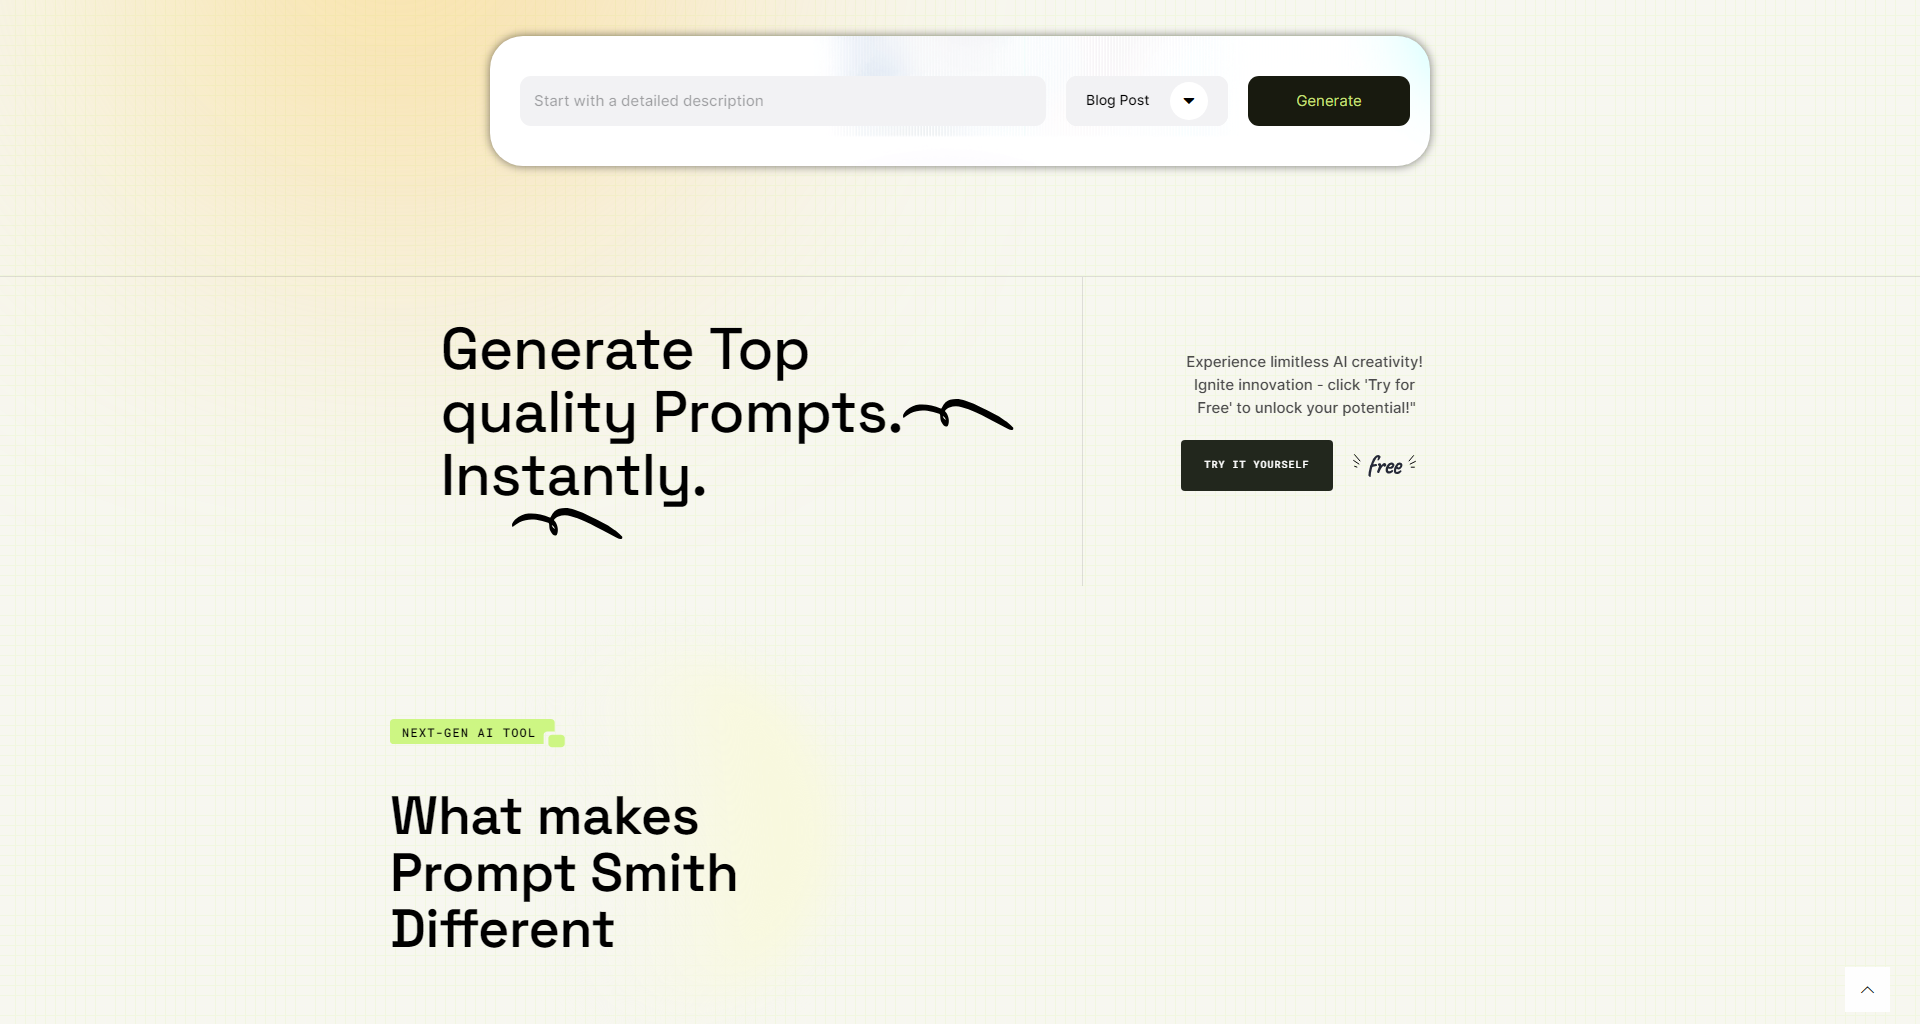 Start with a detailed description
Blog Post
Generate
Generate Top
quality Prompts.
Instantly.
Experience limitless AI creativity!
Ignite innovation - click 'Try for
Free' to unlock your potential!"
TRY IT YOURSELF
free
NEXT-GEN AI TOOL
What makes
Prompt Smith
Different